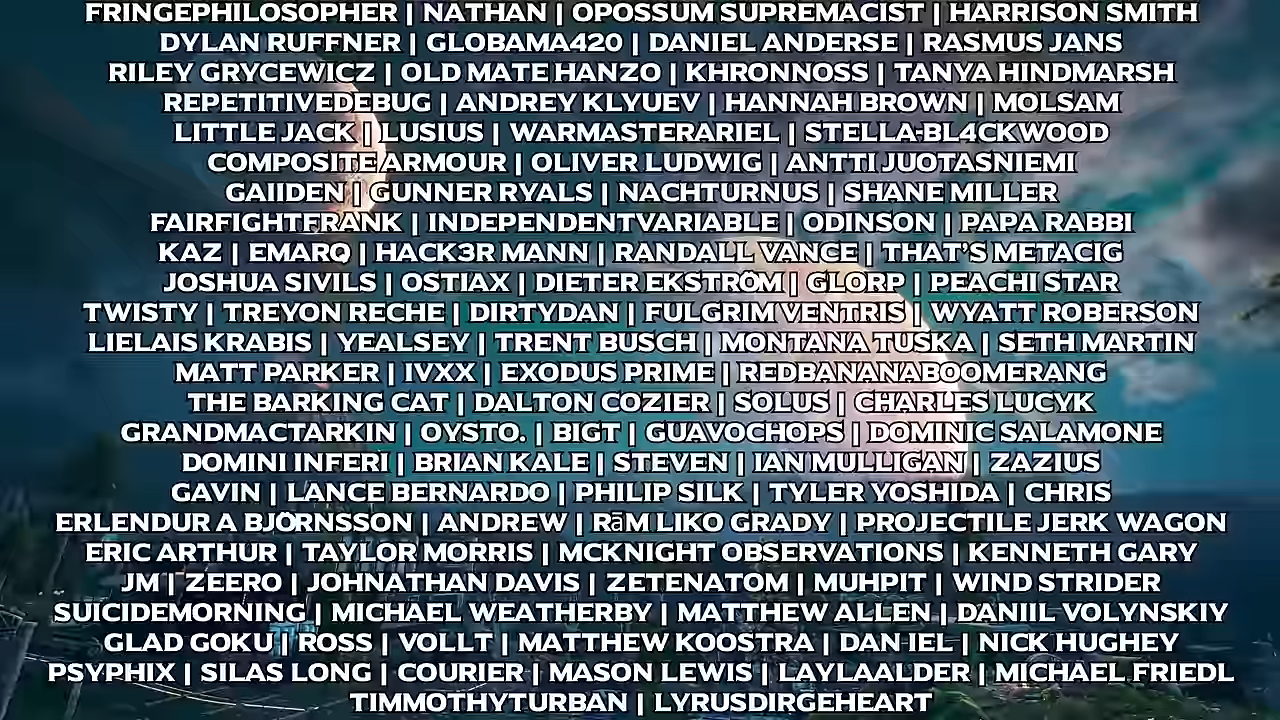 FRINGEPHILOSOPHER | NATHAN | OPOSSUM SUPREMACIST | HARRISON SMITH
DYLAN RUFFNER | GLOBAMA420 | DANIEL ANDERSE | RASMUS JANS
RILEY GRYCEWICZ | OLD MATE HANZO | KHRONNOSS | TANYA HINDMARSH
REPETITIVEDEBUG | ANDREY KLYUEV | HANNAH BROWN | MOLSAM
LITTLE JACK | LUSIUS | WARMASTERARIEL | STELLA-BL4CKWOOD
COMPOSITE ARMOUR | OLIVER LUDWIG | ANTTI JUOTASNIEMI
GAIIDEN | GUNNER RYALS | NACHTURNUS | SHANE MILLER
FAIRFIGHTFRANK | INDEPENDENTVARIABLE | ODINSON | PAPA RABBI
KAZ | EMARQ | HACK3R MANN | RANDALL VANCE | THAT'S METACIG
JOSHUA SIVILS | OSTIAX | DIETER EKSTRÖM | GLORP | PEACHI STAR
TWISTY | TREYON RECHE | DIRTYDAN | FULGRIM VENTRIS | WYATT ROBERSON
LIELAIS KRABIS | YEALSEY | TRENT BUSCH | MONTANA TUSKA | SETH MARTIN
MATT PARKER | IVXX | EXODUS PRIME | REDBANANABOOMERANG
THE BARKING CAT | DALTON COZIER | SOLUS | CHARLES LUCYK
GRANDMACTARKIN | OYSTO. | BIGT | GUAVOCHOPS | DOMINIC SALAMONE
DOMINI INFERI | BRIAN KALE | STEVEN | IAN MULLIGAN | ZAZIUS
GAVIN | LANCE BERNARDO | PHILIP SILK | TYLER YOSHIDA | CHRIS
ERLENDUR A BJÖRNSSON | ANDREW | RāM LIKO GRADY | PROJECTILE JERK WAGON
ERIC ARTHUR | TAYLOR MORRIS | MCKNIGHT OBSERVATIONS | KENNETH GARY
JM | ZEERO | JOHNATHAN DAVIS | ZETENATOM | MUHPIT | WIND STRIDER
SUICIDEMORNING | MICHAEL WEATHERBY | MATTHEW ALLEN | DANIIL VOLYNSKIY
GLAD GOKU | ROSS | VOLLT | MATTHEW KOOSTRA | DAN-IEL | NICK HUGHEY
PSYPHIX | SILAS LONG | COURIER | MASON LEWIS | LAYLAALDER | MICHAEL FRIEDL
TIMMOTHYTURBAN | LYRUSDIRGEHEART